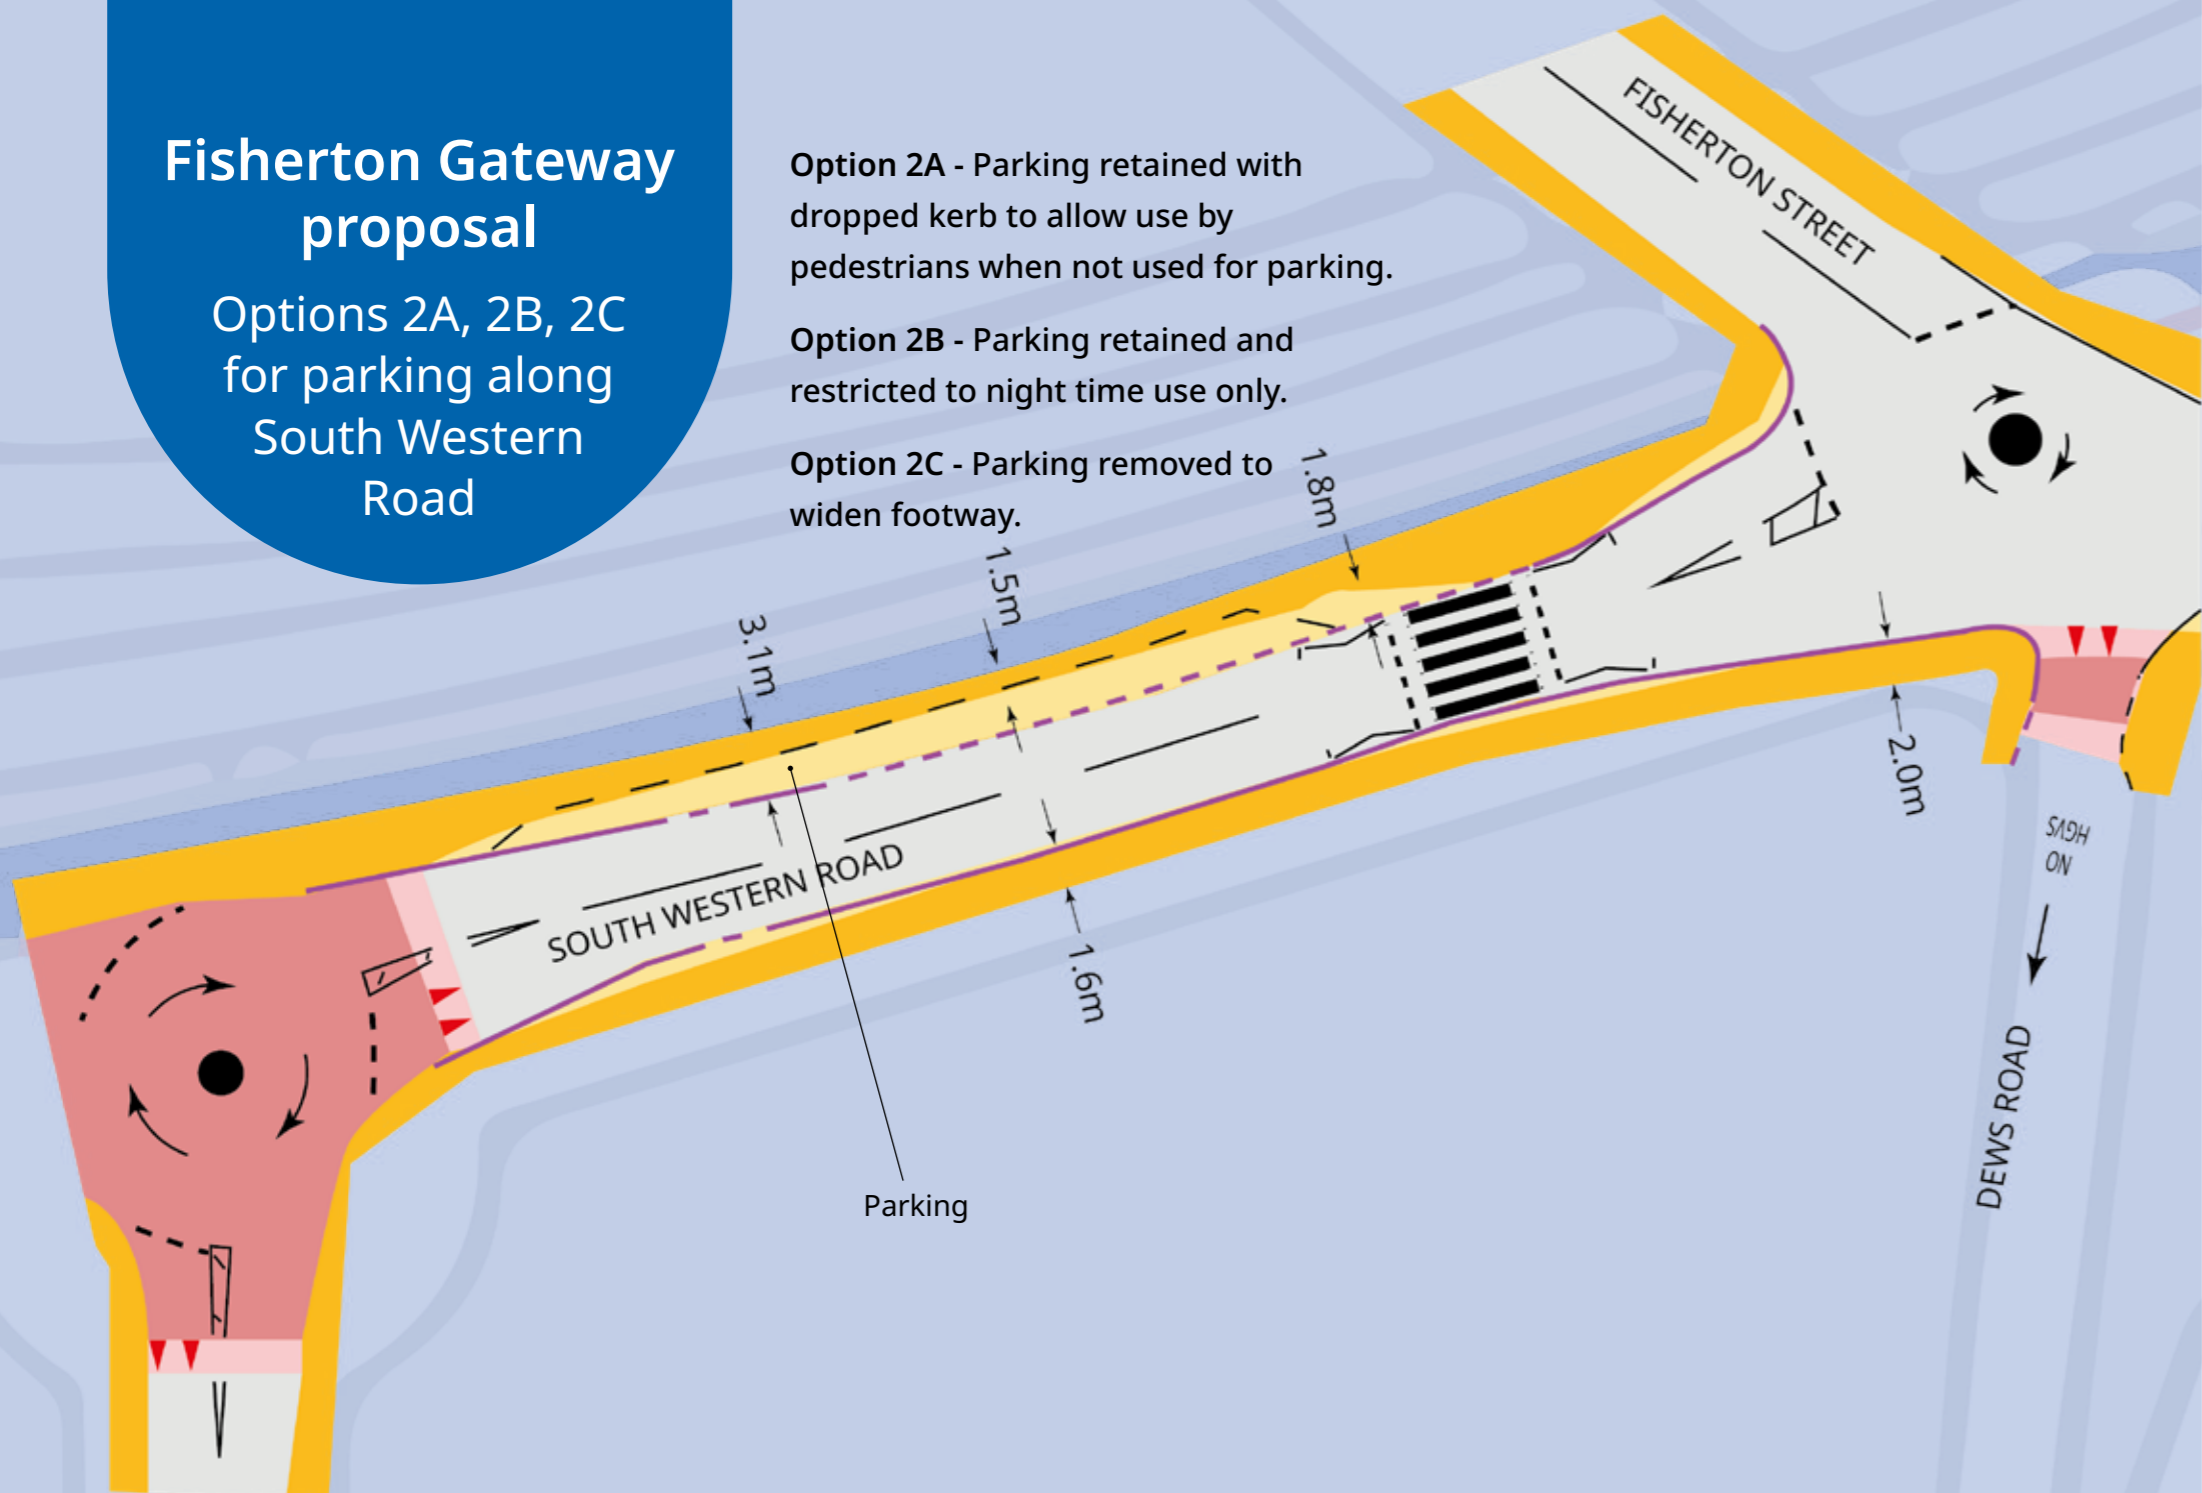 Fisherton Gateway
proposal
Options 2A, 2B, 2C
for parking along
South Western
Road
Option 2A - Parking retained with
dropped kerb to allow use by
pedestrians when not used for parking.
Option 2B - Parking retained and
restricted to night time use only.
Option 2C - Parking removed to
widen footway.
FISHERTON STREET
1.8m
1.5m
3.1m
SOUTH WESTERN ROAD
2.0m
1.6m
NO
HGVS
DEWS ROAD
Parking